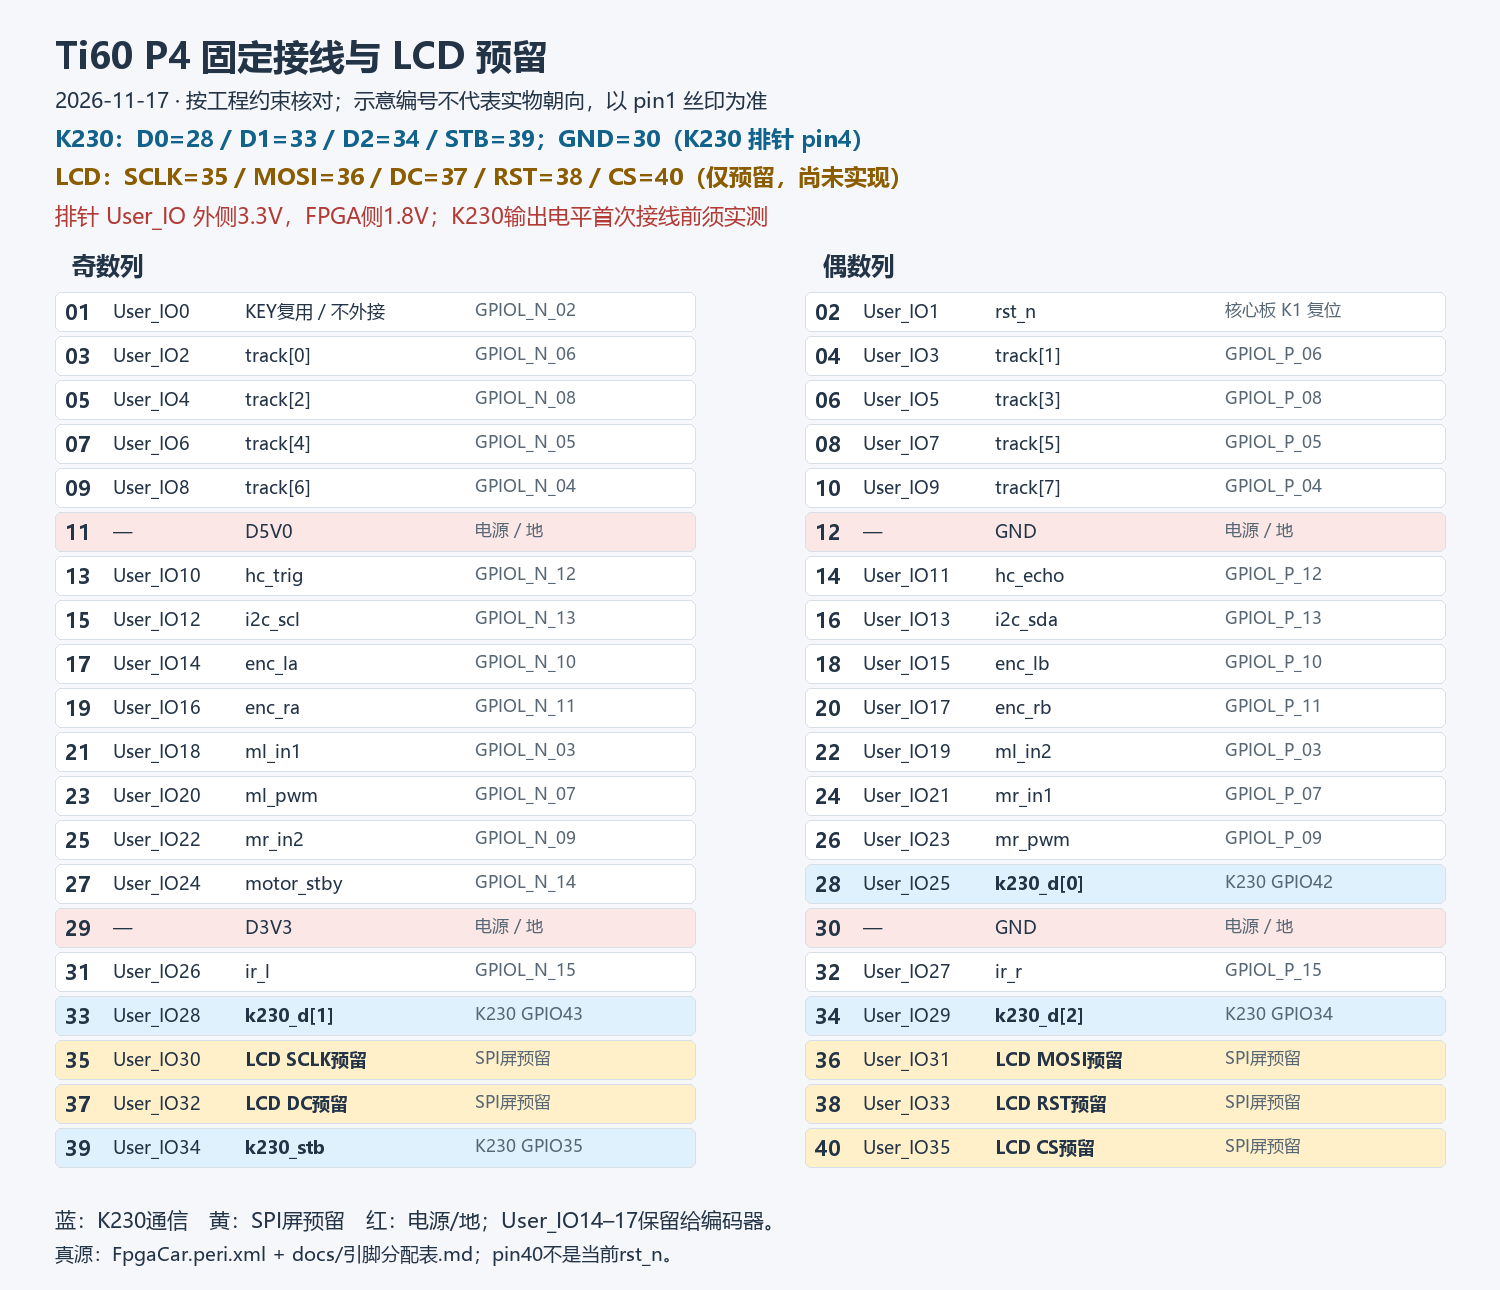 Ti60 P4 固定接线与 LCD 预留
2026-11-17 · 按工程约束核对；示意编号不代表实物朝向，以 pin1 丝印为准
K230：D0=28 / D1=33 / D2=34 / STB=39；GND=30（K230 排针 pin4）
LCD：SCLK=35 / MOSI=36 / DC=37 / RST=38 / CS=40（仅预留，尚未实现）
排针 User_IO 外侧3.3V，FPGA侧1.8V；K230输出电平首次接线前须实测
奇数列
01 User_IO0 KEY复用 / 不外接 GPIOL_N_02
03 User_IO2 track[0] GPIOL_N_06
05 User_IO4 track[2] GPIOL_N_08
07 User_IO6 track[4] GPIOL_N_05
09 User_IO8 track[6] GPIOL_N_04
11 — D5V0 电源 / 地
13 User_IO10 hc_trig GPIOL_N_12
15 User_IO12 i2c_scl GPIOL_N_13
17 User_IO14 enc_la GPIOL_N_10
19 User_IO16 enc_ra GPIOL_N_11
21 User_IO18 ml_in1 GPIOL_N_03
23 User_IO20 ml_pwm GPIOL_N_07
25 User_IO22 mr_in2 GPIOL_N_09
27 User_IO24 motor_stby GPIOL_N_14
29 — D3V3 电源 / 地
31 User_IO26 ir_l GPIOL_N_15
33 User_IO28 k230_d[1] K230 GPIO43
35 User_IO30 LCD SCLK预留 SPI屏预留
37 User_IO32 LCD DC预留 SPI屏预留
39 User_IO34 k230_stb K230 GPIO35
偶数列
02 User_IO1 rst_n 核心板 K1 复位
04 User_IO3 track[1] GPIOL_P_06
06 User_IO5 track[3] GPIOL_P_08
08 User_IO7 track[5] GPIOL_P_05
10 User_IO9 track[7] GPIOL_P_04
12 — GND 电源 / 地
14 User_IO11 hc_echo GPIOL_P_12
16 User_IO13 i2c_sda GPIOL_P_13
18 User_IO15 enc_lb GPIOL_P_10
20 User_IO17 enc_rb GPIOL_P_11
22 User_IO19 ml_in2 GPIOL_P_03
24 User_IO21 mr_in1 GPIOL_P_07
26 User_IO23 mr_pwm GPIOL_P_09
28 User_IO25 k230_d[0] K230 GPIO42
30 — GND 电源 / 地
32 User_IO27 ir_r GPIOL_P_15
34 User_IO29 k230_d[2] K230 GPIO34
36 User_IO31 LCD MOSI预留 SPI屏预留
38 User_IO33 LCD RST预留 SPI屏预留
40 User_IO35 LCD CS预留 SPI屏预留
蓝：K230通信 黄：SPI屏预留 红：电源/地；User_IO14–17保留给编码器。
真源：FpgaCar.peri.xml + docs/引脚分配表.md；pin40不是当前rst_n。